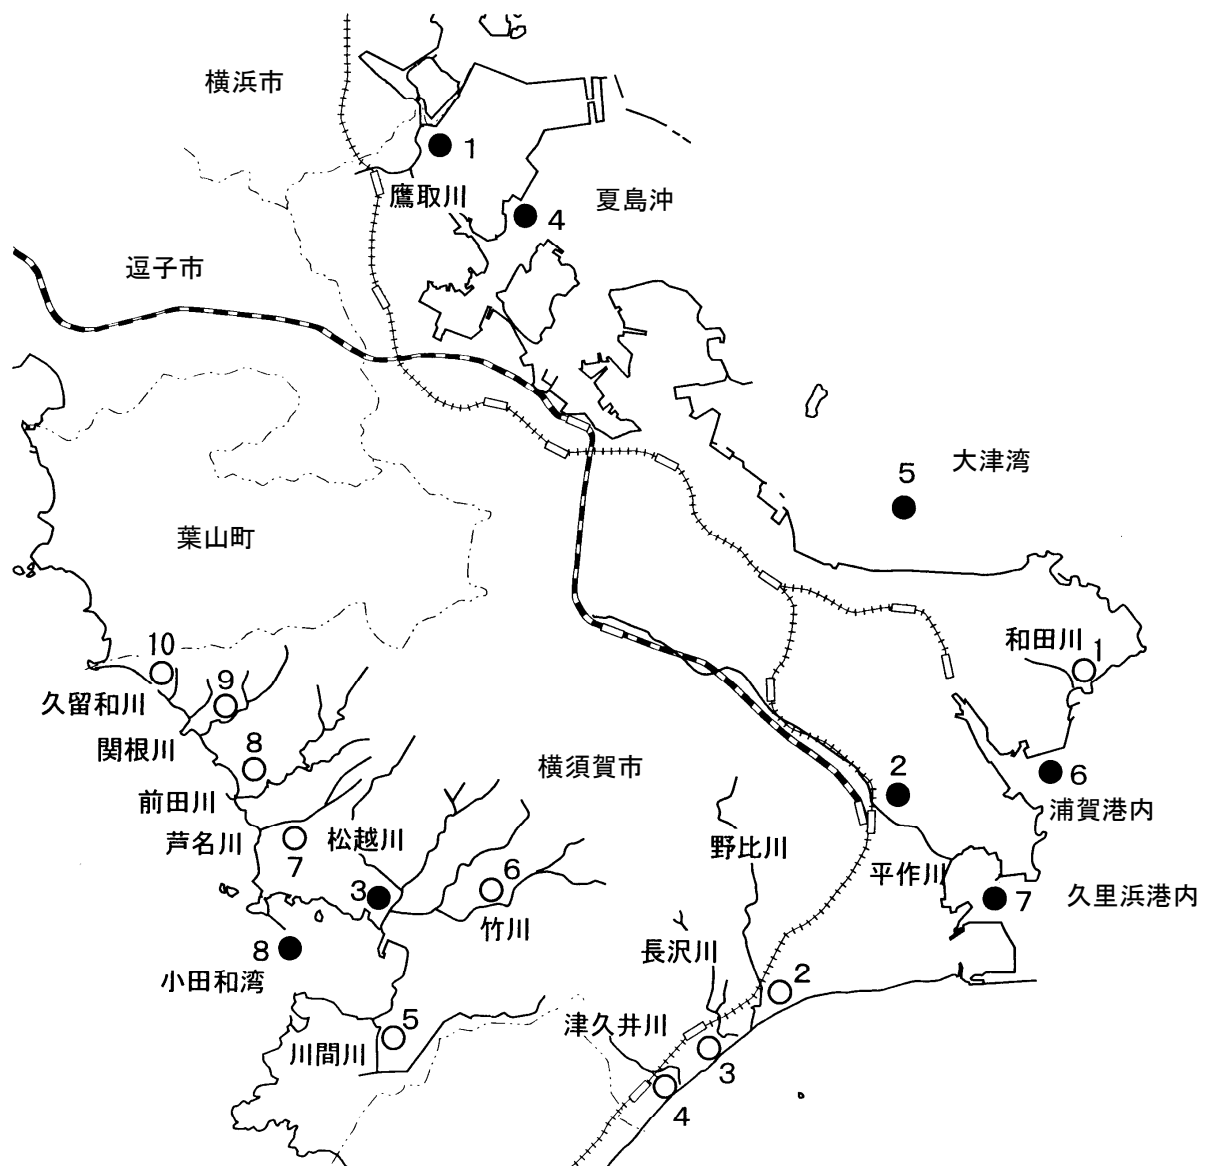 横浜市
1
鷹取川
夏島沖
4
逗子市
大津湾
5
葉山町
和田川
1
10
久留和川
9
関根川
8
横須賀市
2
6
前田川
浦賀港内
芦名川
7
松越川
野比川
平作川
3
6
竹川
7
久里浜港内
8
小田和湾
長沢川
2
5
川間川
津久井川
3
4